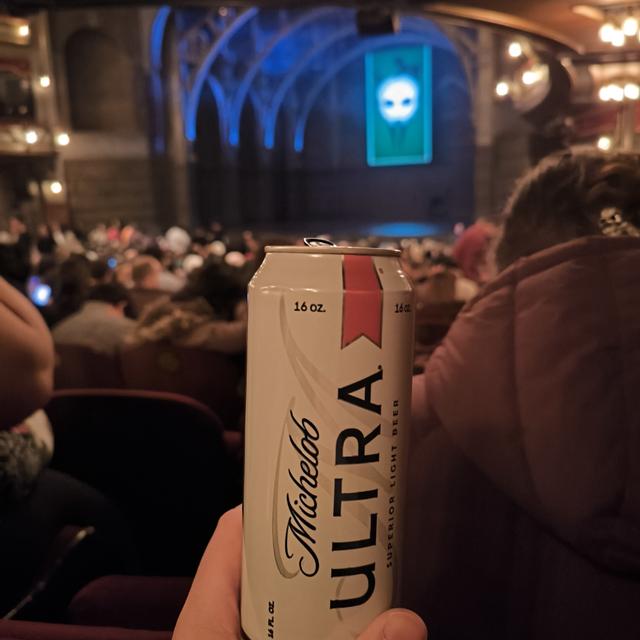 16 oz.
16 oz.
Michelob
ULTRA
SUPERIOR LIGHT BEER